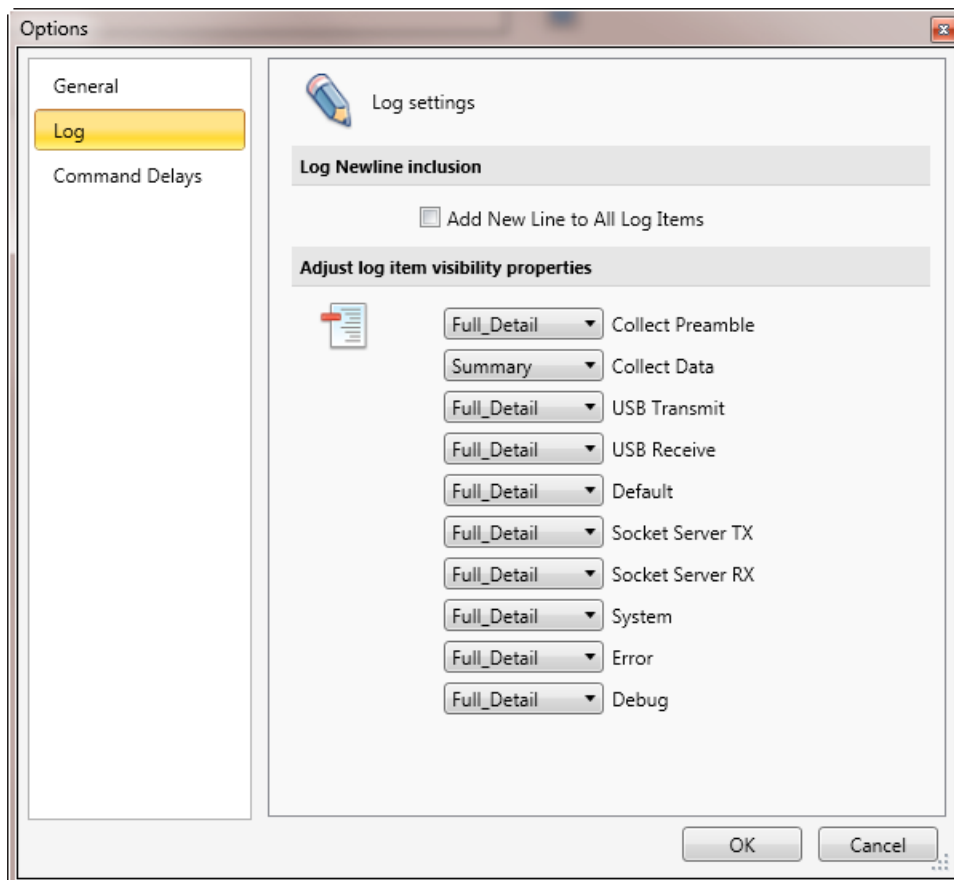 Options
General
Log
Command Delays
Log settings
Log Newline inclusion
Add New Line to All Log Items
Adjust log item visibility properties
Full_Detail Collect Preamble
Summary Collect Data
Full_Detail USB Transmit
Full_Detail USB Receive
Full_Detail Default
Full_Detail Socket Server TX
Full_Detail Socket Server RX
Full_Detail System
Full_Detail Error
Full_Detail Debug
OK Cancel